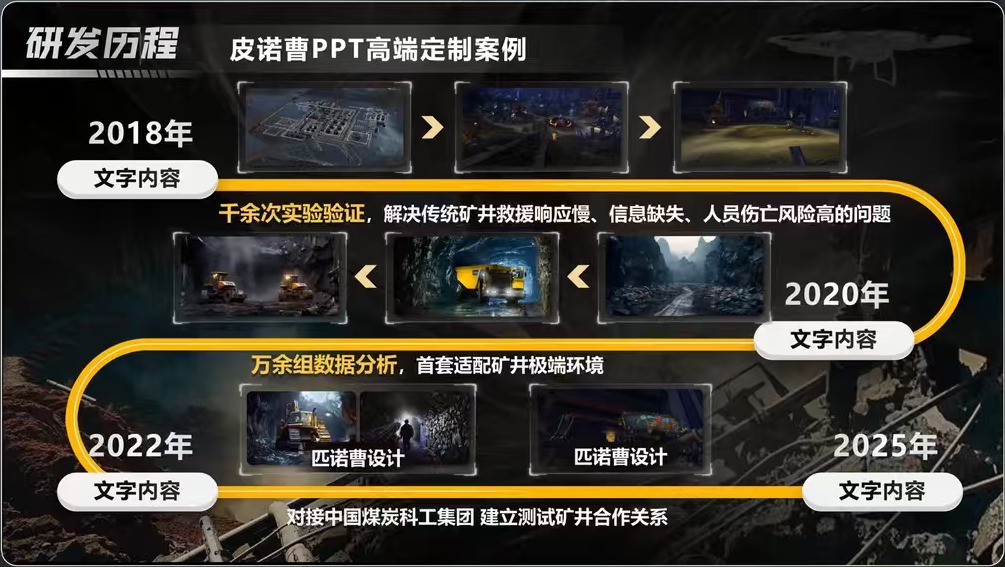 研发历程
皮诺曹PPT高端定制案例
2018年
文字内容
千余次实验验证，解决传统矿井救援响应慢、信息缺失、人员伤亡风险高的问题
2020年
文字内容
万余组数据分析，首套适配矿井极端环境
2022年
文字内容
匹诺曹设计
匹诺曹设计
2025年
文字内容
对接中国煤炭科工集团 建立测试矿井合作关系